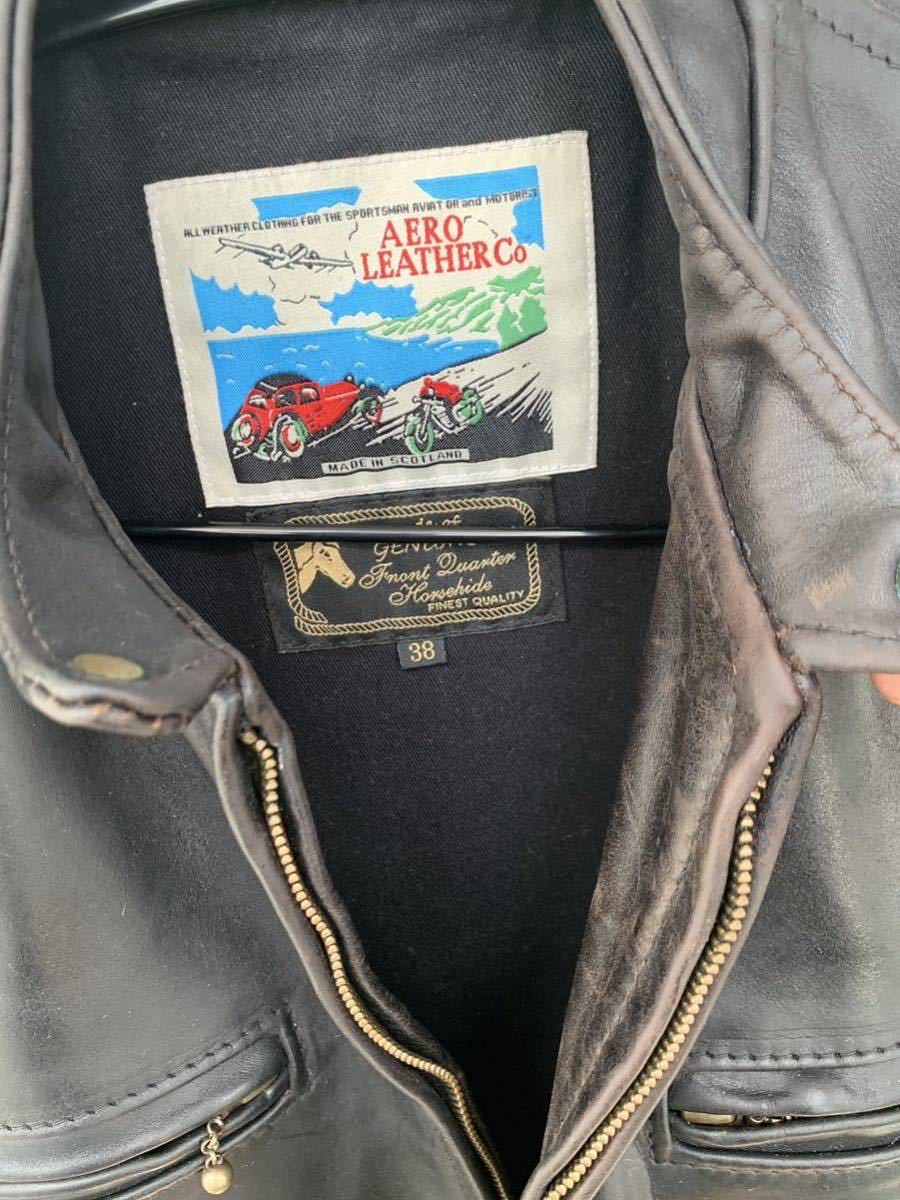 ALL WEATHER CLOTHING FOR THE SPORTSMAN AVIATOR and MOTORIST
AERO
LEATHER Co
MADE IN SCOTLAND
of
Front Quarter
Horsehide
FINEST QUALITY
38